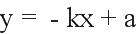 y = - kx + a